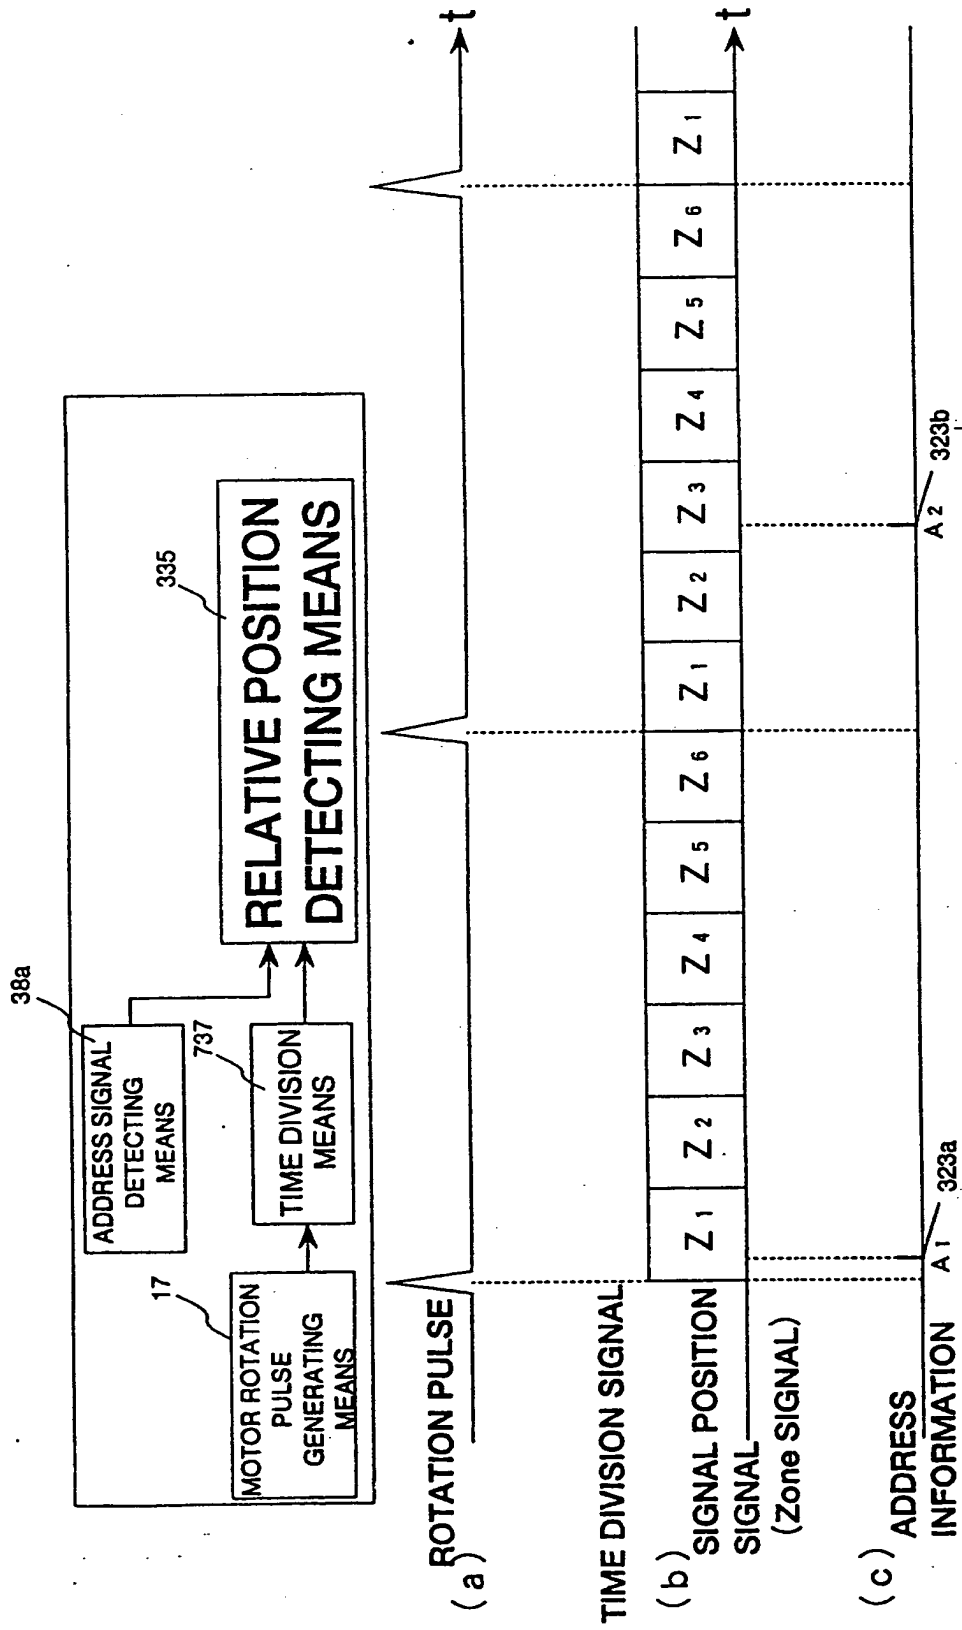 38a
ADDRESS SIGNAL
DETECTING
MEANS
335
RELATIVE POSITION
DETECTING MEANS
17
MOTOR ROTATION
PULSE
GENERATING
MEANS
737
TIME DIVISION
MEANS
ROTATION PULSE
(a)
t
TIME DIVISION SIGNAL
(b)
SIGNAL POSITION
SIGNAL
(Zone SIGNAL)
Z1 Z2 Z3 Z4 Z5 Z6 Z1 Z2 Z3 Z4 Z5 Z6 Z1
t
(c)
ADDRESS
INFORMATION
A1
323a
A2
323b